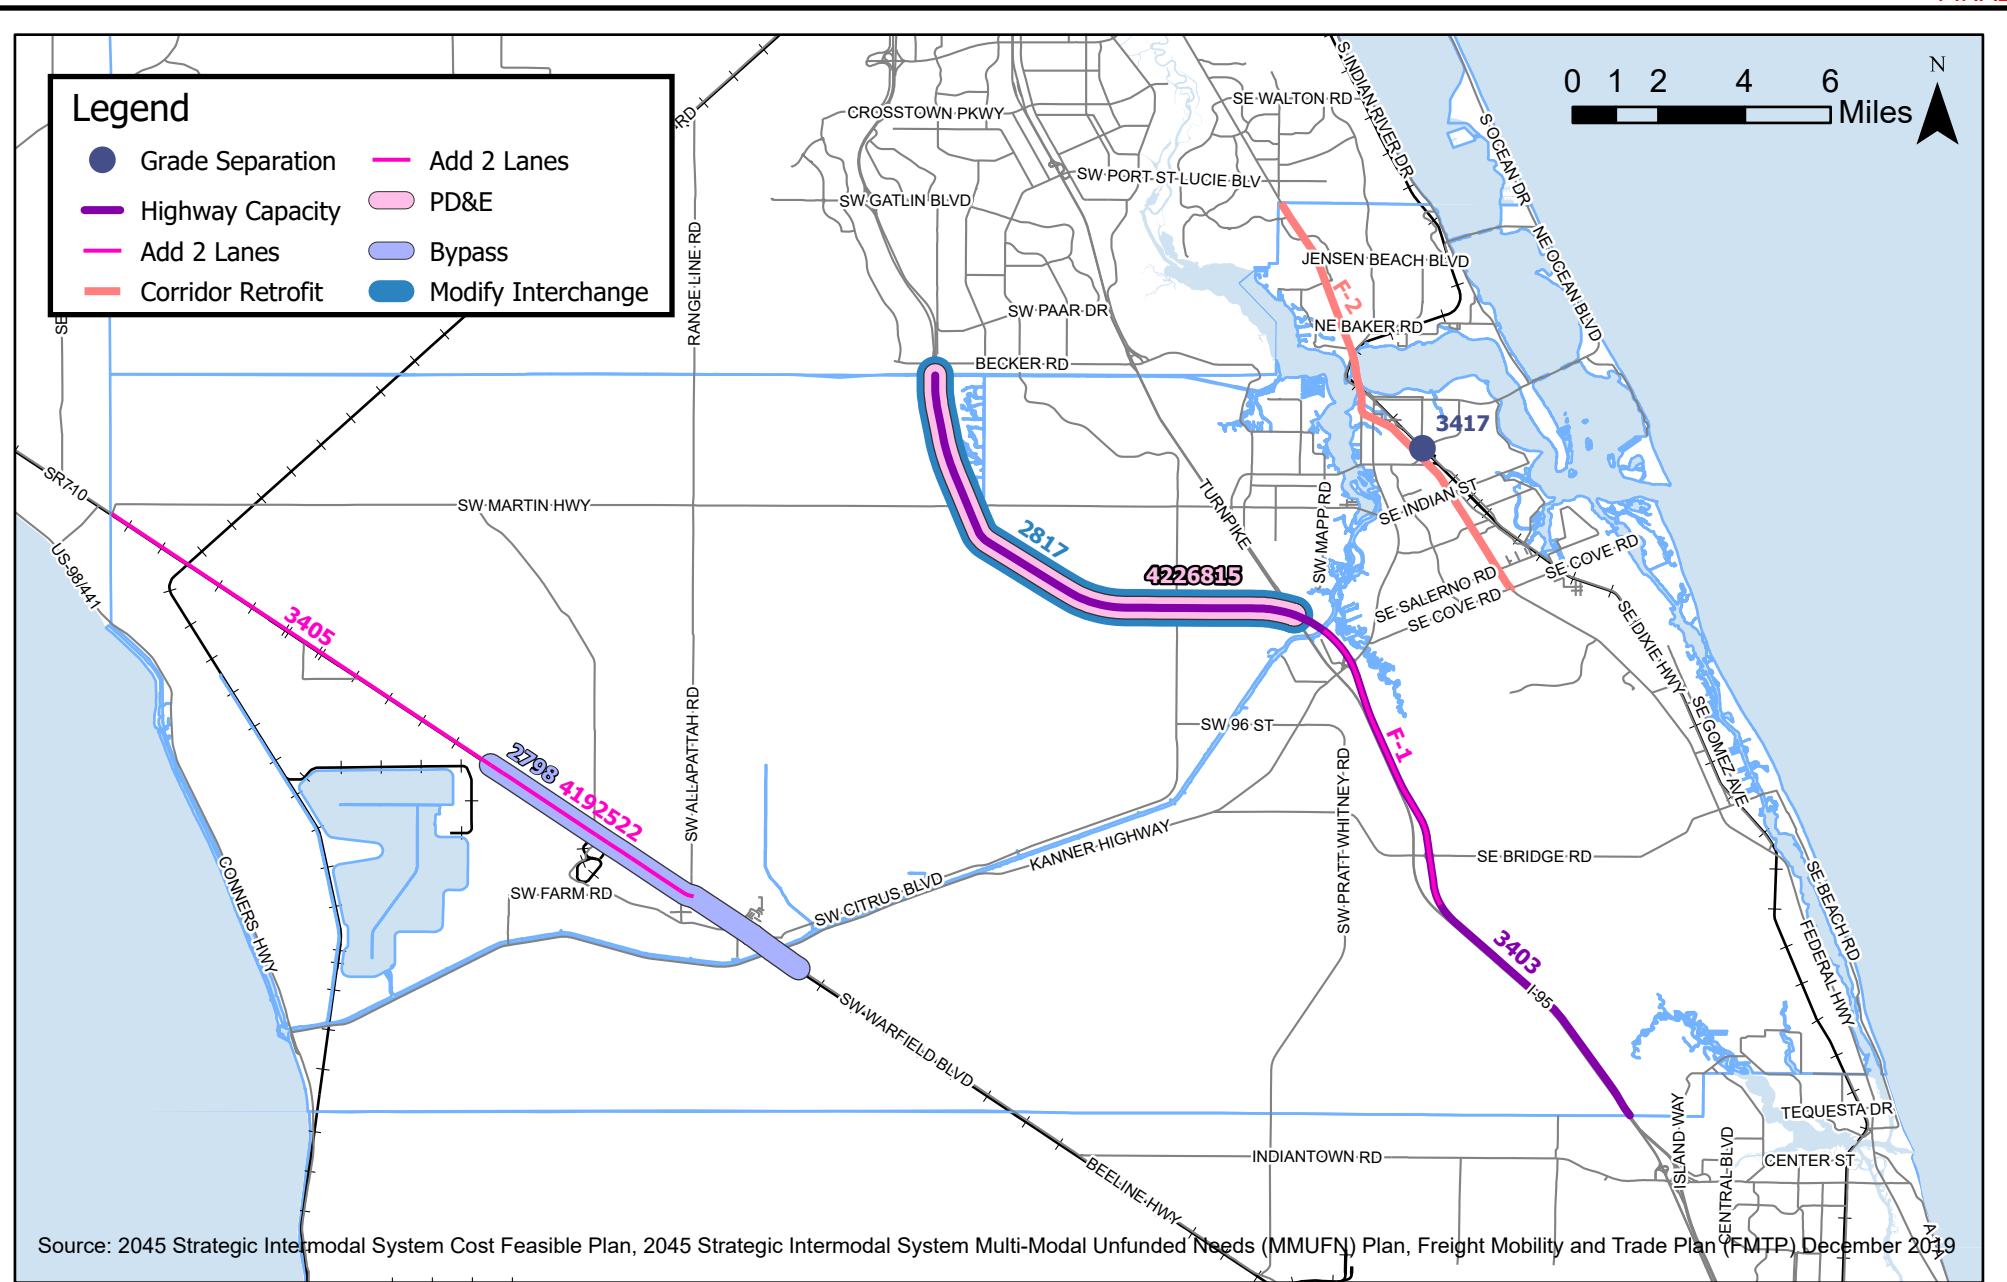 Legend
Grade Separation
Highway Capacity
Add 2 Lanes
Corridor Retrofit
Add 2 Lanes
PD&E
Bypass
Modify Interchange
0 1 2 4 6
Miles
N
RD
SE
CROSSTOWN PKWY
SE WALTON RD
S INDIAN RIVER DR
S OCEAN DR
SW PORT ST LUCIE BLV
SW GATLIN BLVD
RANGE LINE RD
JENSEN BEACH BLVD
NE OCEAN BLVD
F-2
SW PAAR DR
NE BAKER RD
BECKER RD
3417
SR710
SW MARTIN HWY
TURNPIKE
SW MAPP RD
SE INDIAN ST
2817
US-98/441
4226815
SE SALERNO RD
SE COVE RD
SE COVE RD
3405
SE DIXIE HWY
SW ALLAPATTAH RD
SW 96 ST
F-1
SE GOMEZ AVE
2798
4192522
SW PRATT WHITNEY RD
KANNER HIGHWAY
SE BRIDGE RD
CONNERS HWY
SW FARM RD
SW CITRUS BLVD
SE BEACH RD
3403
I-95
FEDERAL HWY
SW WARFIELD BLVD
TEQUESTA DR
ISLAND WAY
CENTRAL BLVD
INDIANTOWN RD
CENTER ST
BEELINE HWY
A1A
Source: 2045 Strategic Intermodal System Cost Feasible Plan, 2045 Strategic Intermodal System Multi-Modal Unfunded Needs (MMUFN) Plan, Freight Mobility and Trade Plan (FMTP) December 2019